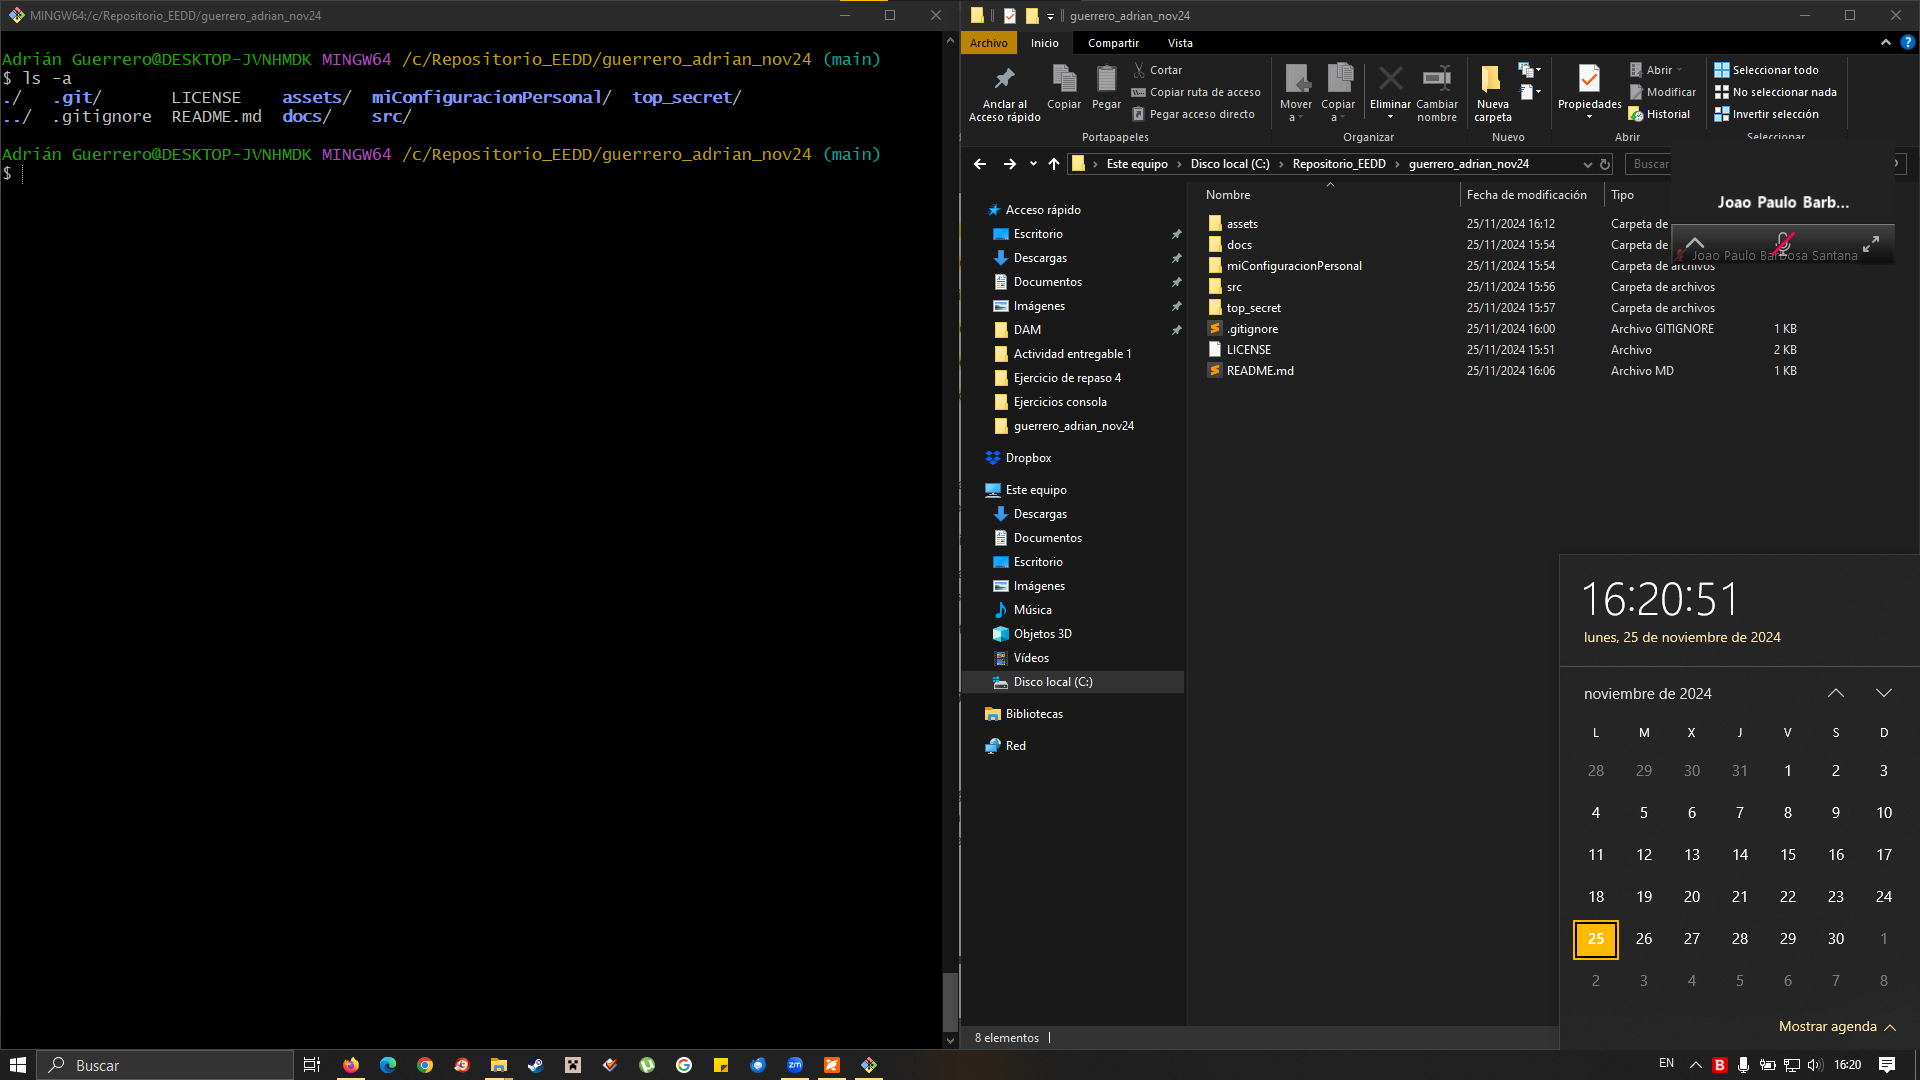 MINGW64:/c/Repositorio_EEDD/guerrero_adrian_nov24
Adrián Guerrero@DESKTOP-JVNHMDK MINGW64 /c/Repositorio_EEDD/guerrero_adrian_nov24 (main)
$ ls -a
./ .git/ LICENSE assets/ miConfiguracionPersonal/ top_secret/
../ .gitignore README.md docs/ src/
Adrián Guerrero@DESKTOP-JVNHMDK MINGW64 /c/Repositorio_EEDD/guerrero_adrian_nov24 (main)
$
guerrero_adrian_nov24
Archivo Inicio Compartir Vista
Anclar al Acceso rápido
Copiar
Pegar
Cortar
Copiar ruta de acceso
Pegar acceso directo
Portapapeles
Mover a
Copiar a
Eliminar
Cambiar nombre
Organizar
Nueva carpeta
Nuevo
Propiedades
Abrir
Modificar
Historial
Abrir
Seleccionar todo
No seleccionar nada
Invertir selección
Seleccionar
Este equipo Disco local (C:) Repositorio_EEDD guerrero_adrian_nov24
Buscar
Joao Paulo Barb...
Joao Paulo Barbosa Santana
Nombre Fecha de modificación Tipo
assets 25/11/2024 16:12 Carpeta de
docs 25/11/2024 15:54 Carpeta de
miConfiguracionPersonal 25/11/2024 15:54 Carpeta de archivos
src 25/11/2024 15:56 Carpeta de archivos
top_secret 25/11/2024 15:57 Carpeta de archivos
.gitignore 25/11/2024 16:00 Archivo GITIGNORE 1 KB
LICENSE 25/11/2024 15:51 Archivo 2 KB
README.md 25/11/2024 16:06 Archivo MD 1 KB
Acceso rápido
Escritorio
Descargas
Documentos
Imágenes
DAM
Actividad entregable 1
Ejercicio de repaso 4
Ejercicios consola
guerrero_adrian_nov24
Dropbox
Este equipo
Descargas
Documentos
Escritorio
Imágenes
Música
Objetos 3D
Vídeos
Disco local (C:)
Bibliotecas
Red
8 elementos
16:20:51
lunes, 25 de noviembre de 2024
noviembre de 2024
L M X J V S D
28 29 30 31 1 2 3
4 5 6 7 8 9 10
11 12 13 14 15 16 17
18 19 20 21 22 23 24
25 26 27 28 29 30 1
2 3 4 5 6 7 8
Mostrar agenda
Buscar
zm
EN
B
16:20